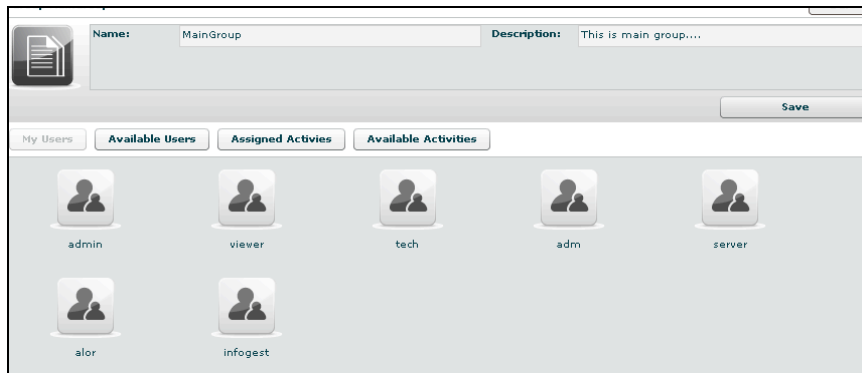 Name: MainGroup Description: This is main group....
Save
My Users Available Users Assigned Activies Available Activities
admin viewer tech adm server
alor infogest